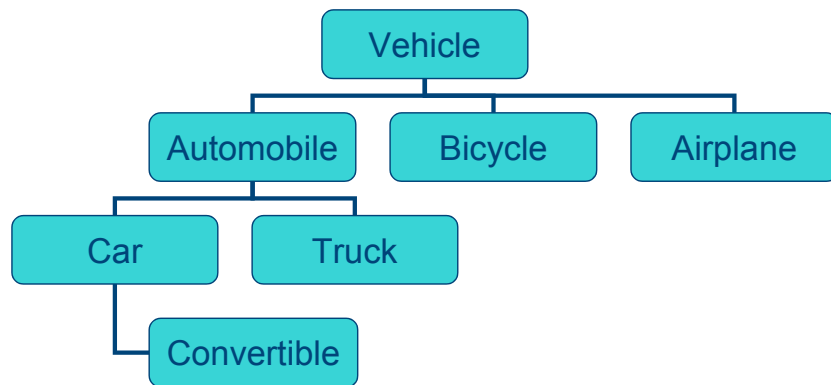 Vehicle
Automobile
Bicycle
Airplane
Car
Truck
Convertible